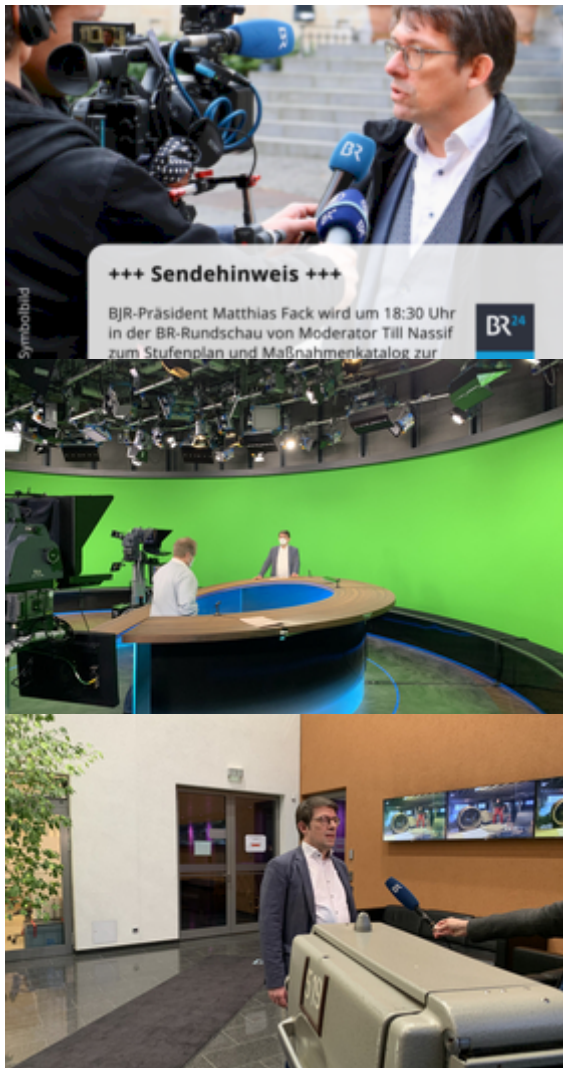 BR
BR
+++ Sendehinweis +++
BJR-Präsident Matthias Fack wird um 18:30 Uhr
in der BR-Rundschau von Moderator Till Nassif
zum Stufenplan und Maßnahmenkatalog zur
BR24
Symbolbild
BR
519